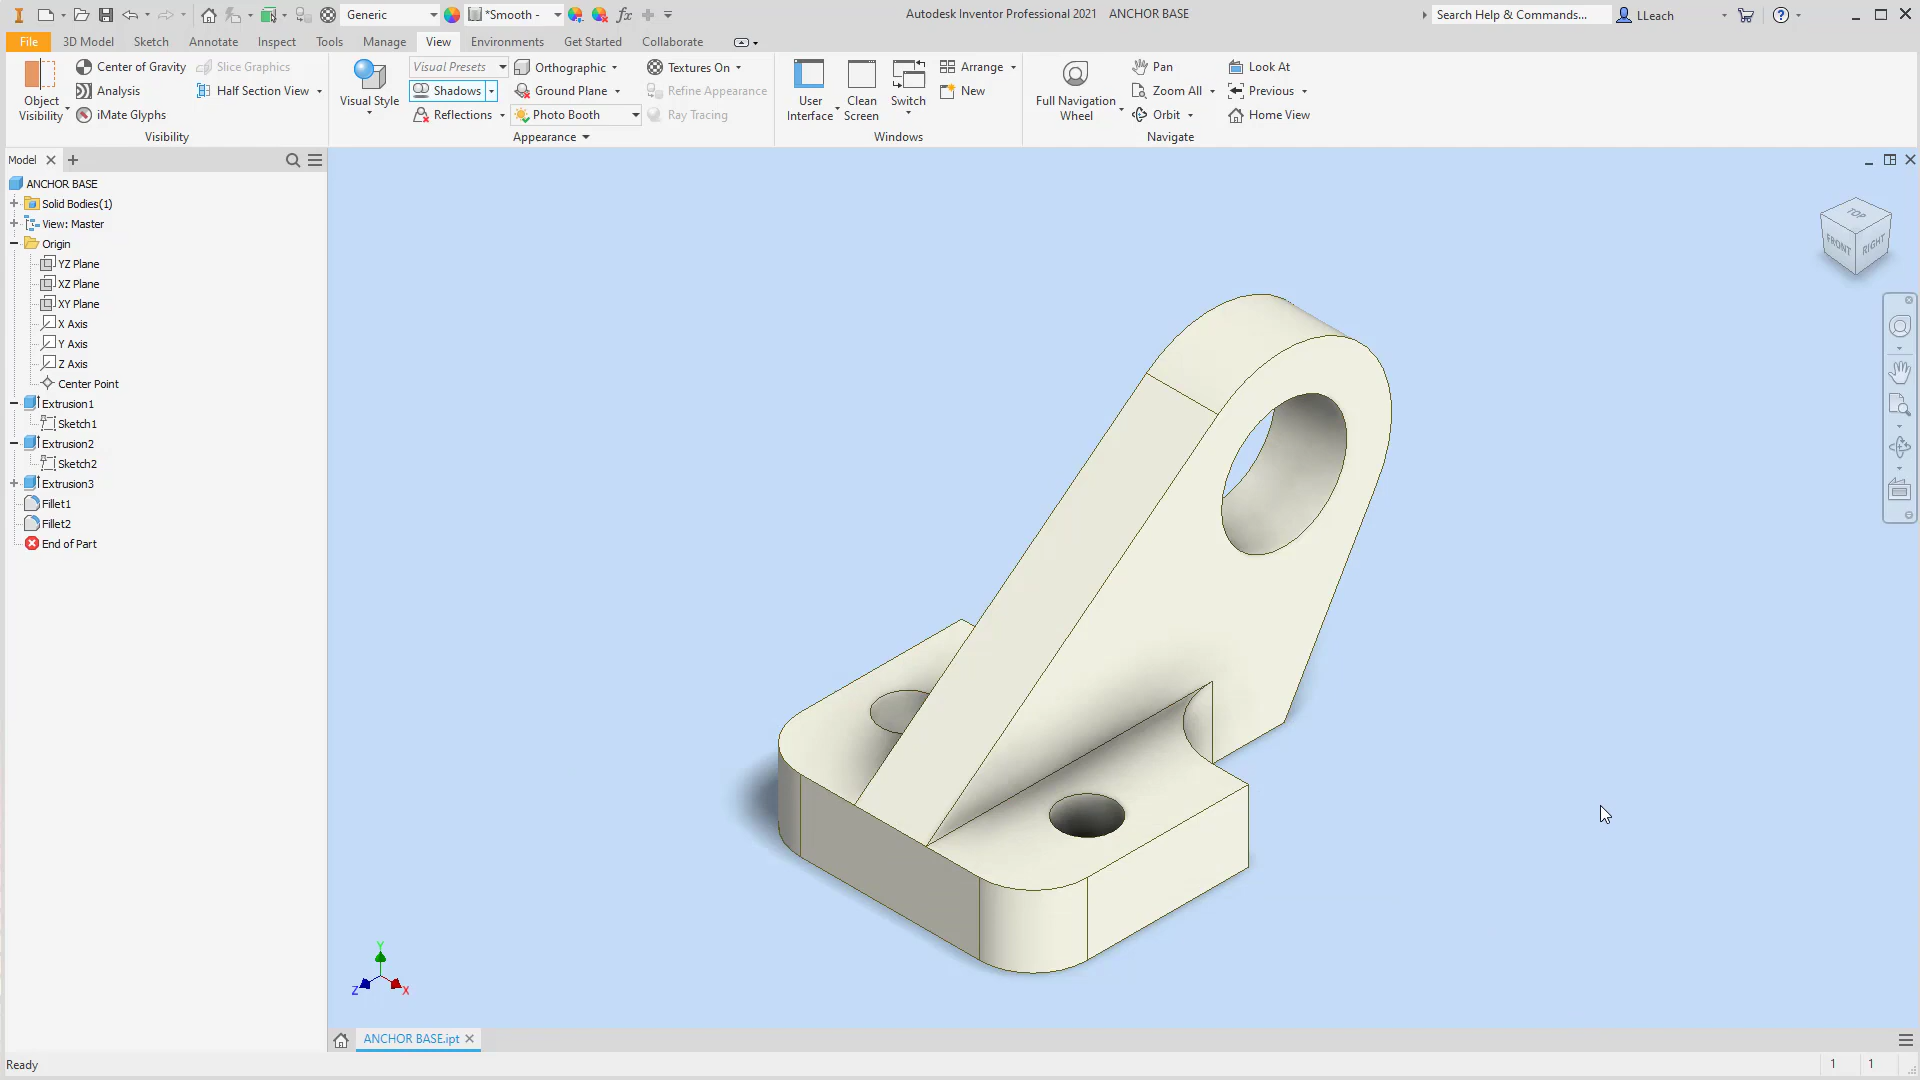 Generic *Smooth - fx Autodesk Inventor Professional 2021 ANCHOR BASE Search Help & Commands... LLeach
File 3D Model Sketch Annotate Inspect Tools Manage View Environments Get Started Collaborate
Object Visibility
Center of Gravity Slice Graphics
Analysis Half Section View
iMate Glyphs
Visibility
Visual Style
Visual Presets Orthographic Textures On
Shadows Ground Plane Refine Appearance
Reflections Photo Booth Ray Tracing
Appearance
User Interface
Clean Screen
Switch
Arrange
New
Windows
Full Navigation Wheel
Pan Look At
Zoom All Previous
Orbit Home View
Navigate
Model
ANCHOR BASE
Solid Bodies(1)
View: Master
Origin
YZ Plane
XZ Plane
XY Plane
X Axis
Y Axis
Z Axis
Center Point
Extrusion1
Sketch1
Extrusion2
Sketch2
Extrusion3
Fillet1
Fillet2
End of Part
TOP
FRONT RIGHT
Y
Z X
ANCHOR BASE.ipt
Ready 1 1